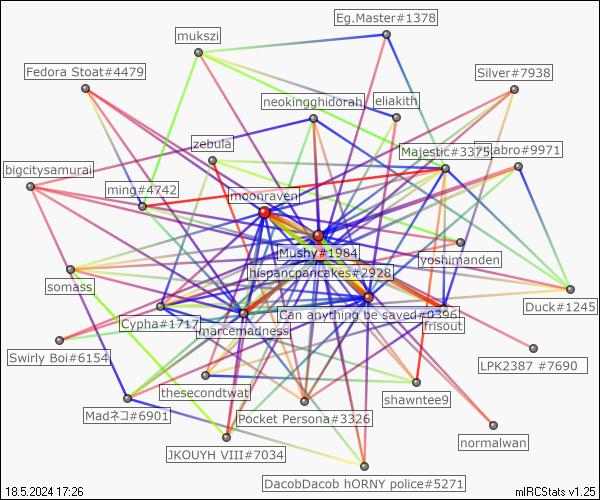 Eg.Master#1378
mukszi
Fedora Stoat#4479
Silver#7938
neokingghidorah
eliakith
zebula
Majestic#3375
abro#9971
bigcitysamurai
ming#4742
moonraven
Mushy#1984
yoshimanden
hispancpancakes#2928
somass
Duck#1245
Can anything be saved#0396
Cypha#1717
marcemadness
frisout
Swirly Boi#6154
LPK2387 #7690
thesecondtwat
shawntee9
Madネコ#6901
Pocket Persona#3326
normalwan
JKOUYH VIII#7034
DacobDacob hORNY police#5271
18.5.2024 17:26
mIRCStats v1.25